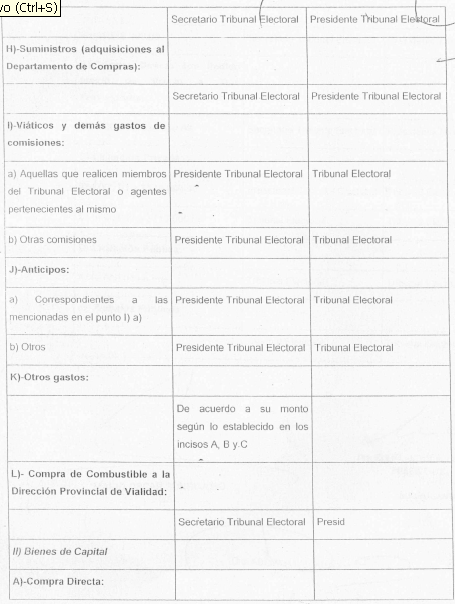 vo (Ctrl+S)
Secretario Tribunal Electoral Presidente Tribunal Electoral
H)-Suministros (adquisiciones al
Departamento de Compras):
Secretario Tribunal Electoral Presidente Tribunal Electoral
I)-Viáticos y demás gastos de
comisiones:
a) Aquellas que realicen miembros Presidente Tribunal Electoral Tribunal Electoral
del Tribunal Electoral o agentes
pertenecientes al mismo
b) Otras comisiones Presidente Tribunal Electoral Tribunal Electoral
J)-Anticipos:
a) Correspondientes a las Presidente Tribunal Electoral Tribunal Electoral
mencionadas en el punto I) a)
b) Otros Presidente Tribunal Electoral Tribunal Electoral
K)-Otros gastos:
De acuerdo a su monto
según lo establecido en los
incisos A, B y C
L)- Compra de Combustible a la
Dirección Provincial de Vialidad:
Secretario Tribunal Electoral Presid
II) Bienes de Capital
A)-Compra Directa: